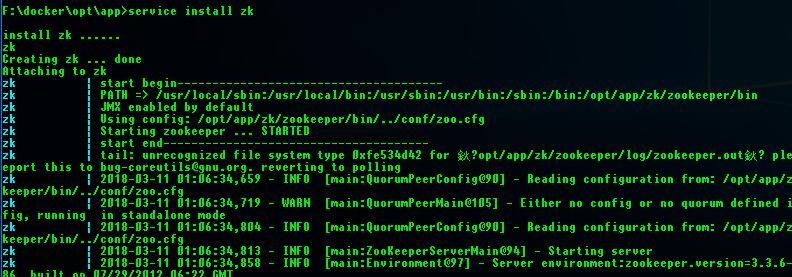 F:\docker\opt\app>service install zk
install zk ......
zk
Creating zk ... done
Attaching to zk
zk | start begin--------------------------------------
zk | PATH => /usr/local/sbin:/usr/local/bin:/usr/sbin:/usr/bin:/sbin:/bin:/opt/app/zk/zookeeper/bin
zk | JMX enabled by default
zk | Using config: /opt/app/zk/zookeeper/bin/../conf/zoo.cfg
zk | Starting zookeeper ... STARTED
zk | start end--------------------------------------
zk | tail: unrecognized file system type 0xfe534d42 for 鈥?opt/app/zk/zookeeper/log/zookeeper.out鈥? ple
eport this to bug-coreutils@gnu.org. reverting to polling
zk | 2018-03-11 01:06:34,659 - INFO [main:QuorumPeerConfig@90] - Reading configuration from: /opt/app/z
keeper/bin/../conf/zoo.cfg
zk | 2018-03-11 01:06:34,719 - WARN [main:QuorumPeerMain@105] - Either no config or no quorum defined i
fig, running in standalone mode
zk | 2018-03-11 01:06:34,804 - INFO [main:QuorumPeerConfig@90] - Reading configuration from: /opt/app/z
keeper/bin/../conf/zoo.cfg
zk | 2018-03-11 01:06:34,813 - INFO [main:ZooKeeperServerMain@94] - Starting server
zk | 2018-03-11 01:06:34,858 - INFO [main:Environment@97] - Server environment:zookeeper.version=3.3.6-
86, built on 07/29/2012 06:22 GMT